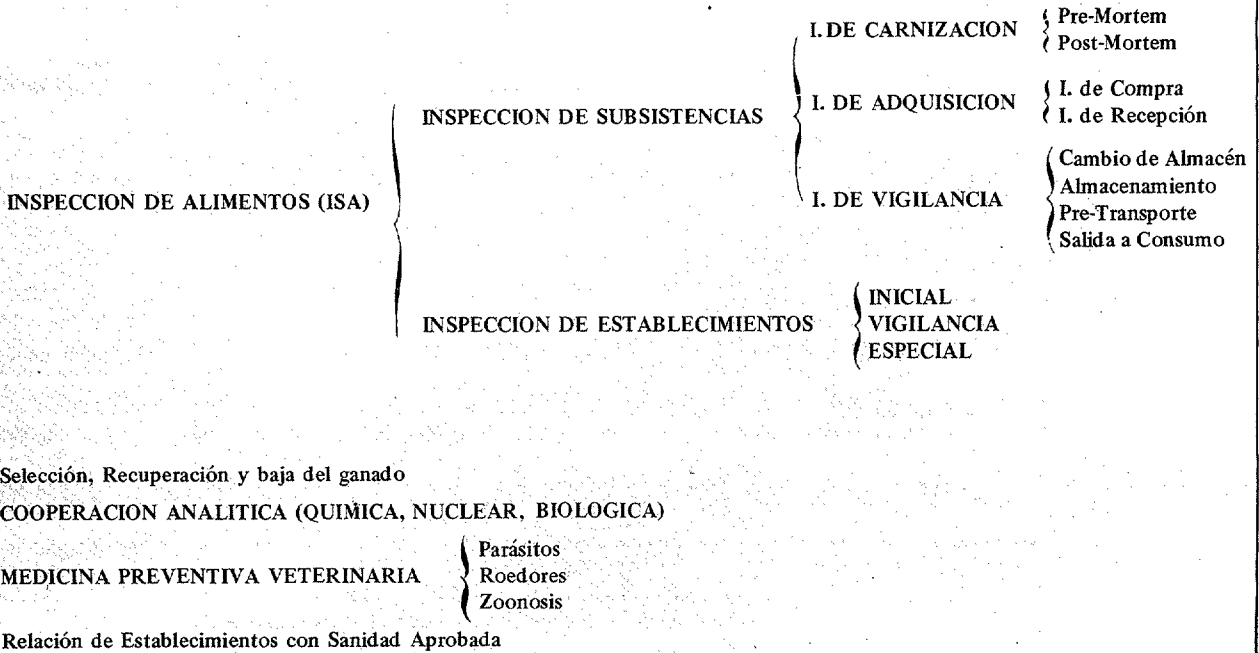 I. DE CARNIZACION
Pre-Mortem
Post-Mortem
INSPECCION DE SUBSISTENCIAS
I. DE ADQUISICION
I. de Compra
I. de Recepción
INSPECCION DE ALIMENTOS (ISA)
I. DE VIGILANCIA
Cambio de Almacén
Almacenamiento
Pre-Transporte
Salida a Consumo
INSPECCION DE ESTABLECIMIENTOS
INICIAL
VIGILANCIA
ESPECIAL
Selección, Recuperación y baja del ganado
COOPERACION ANALITICA (QUIMICA, NUCLEAR, BIOLOGICA)
MEDICINA PREVENTIVA VETERINARIA
Parásitos
Roedores
Zoonosis
Relación de Establecimientos con Sanidad Aprobada